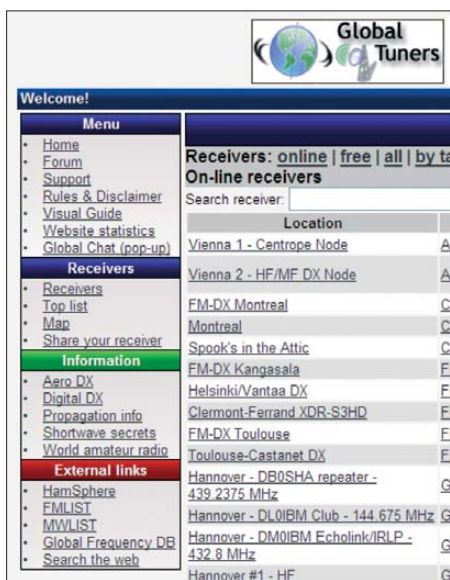 Global
Tuners
Welcome!
Menu
Home
Forum
Support
Rules & Disclaimer
Visual Guide
Website statistics
Global Chat (pop-up)
Receivers
Receivers
Top list
Map
Share your receiver
Information
Aero DX
Digital DX
Propagation info
Shortwave secrets
World amateur radio
External links
HamSphere
FMLIST
MWLIST
Global Frequency DB
Search the web
Receivers: online | free | all | by ta
On-line receivers
Search receiver:
Location
Vienna 1 - Centrope Node
A
Vienna 2 - HF/MF DX Node
A
FM-DX Montreal
C
Montreal
C
Spook's in the Attic
C
FM-DX Kangasala
F
Helsinki/Vantaa DX
F
Clermont-Ferrand XDR-S3HD
F
FM-DX Toulouse
F
Toulouse-Castanet DX
F
Hannover - DB0SHA repeater -
439.2375 MHz
G
Hannover - DL0IBM Club - 144.675 MHz
G
Hannover - DM0IBM Echolink/IRLP -
432.8 MHz
G
Hannover #1 - HF